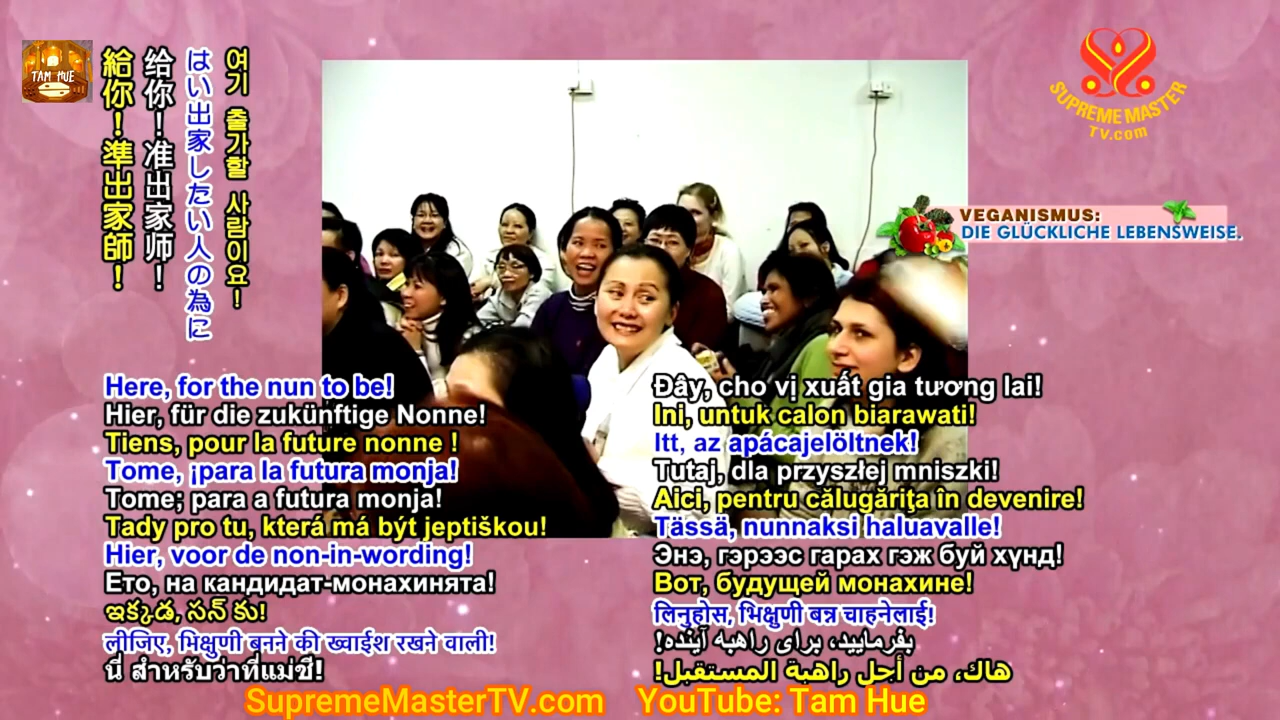 TAM HUE
給你！準出家師！
给你！准出家师！
はい出家したい人の為に
여기 출가할 사람이요!
SUPREME MASTER
TV.com
VEGANISMUS:
DIE GLÜCKLICHE LEBENSWEISE.
Here, for the nun to be!
Hier, für die zukünftige Nonne!
Tiens, pour la future nonne !
Tome, ¡para la futura monja!
Tome; para a futura monja!
Tady pro tu, která má být jeptiškou!
Hier, voor de non-in-wording!
Ето, на кандидат-монахинята!
ఇక్కడ, నన్ కు!
लीजिए, भिक्षुणी बनने की ख्वाईश रखने वाली!
นี่ สำหรับว่าที่แม่ชี!
Đây, cho vị xuất gia tương lai!
Ini, untuk calon biarawati!
Itt, az apácajelöltnek!
Tutaj, dla przyszłej mniszki!
Aici, pentru călugăriţa în devenire!
Tässä, nunnaksi haluavalle!
Энэ, гэрээс гарах гэж буй хүнд!
Вот, будущей монахине!
लिनुहोस, भिक्षुणी बन्न चाहनेलाई!
بفرمایید، برای راهبه آینده!
هاك، من أجل راهبة المستقبل!
SupremeMasterTV.com YouTube: Tam Hue